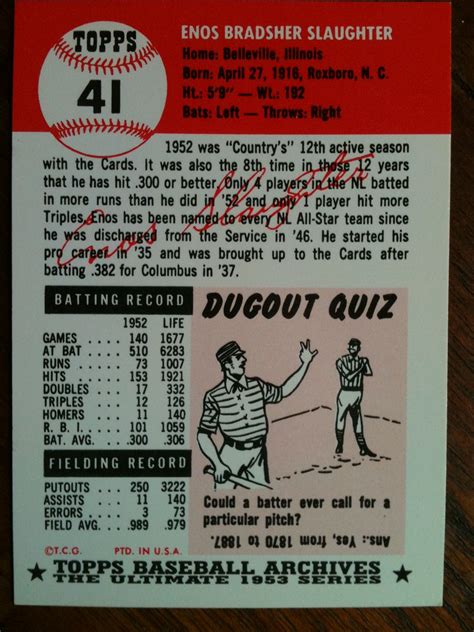 TOPPS
41
ENOS BRADSHER SLAUGHTER
Home: Belleville, Illinois
Born: April 27, 1916, Roxboro, N. C.
Ht.: 5'9" — Wt.: 192
Bats: Left — Throws: Right
1952 was "Country's" 12th active season
with the Cards. It was also the 8th time in those 12 years
that he has hit .300 or better. Only 4 players in the NL batted
in more runs than he did in '52 and only 1 player hit more
Triples. Enos has been named to every NL All-Star team since
he was discharged from the Service in '46. He started his
pro career in '35 and was brought up to the Cards after
batting .382 for Columbus in '37.
Enos Slaughter
BATTING RECORD
1952 LIFE
GAMES . . . . 140 1677
AT BAT . . . . 510 6283
RUNS . . . . 73 1007
HITS . . . . 153 1921
DOUBLES . . . 17 332
TRIPLES . . . 12 126
HOMERS . . . 11 140
R. B. I. . . . . 101 1059
BAT. AVG. . . .300 .306
FIELDING RECORD
PUTOUTS . . . 250 3222
ASSISTS . . . 11 140
ERRORS . . . 3 73
FIELD AVG. . .989 .979
DUGOUT QUIZ
Could a batter ever call for a
particular pitch?
Ans.: Yes, from 1870 to 1887.
©T.C.G. PTD. IN U.S.A.
★ TOPPS BASEBALL ARCHIVES ★
THE ULTIMATE 1953 SERIES